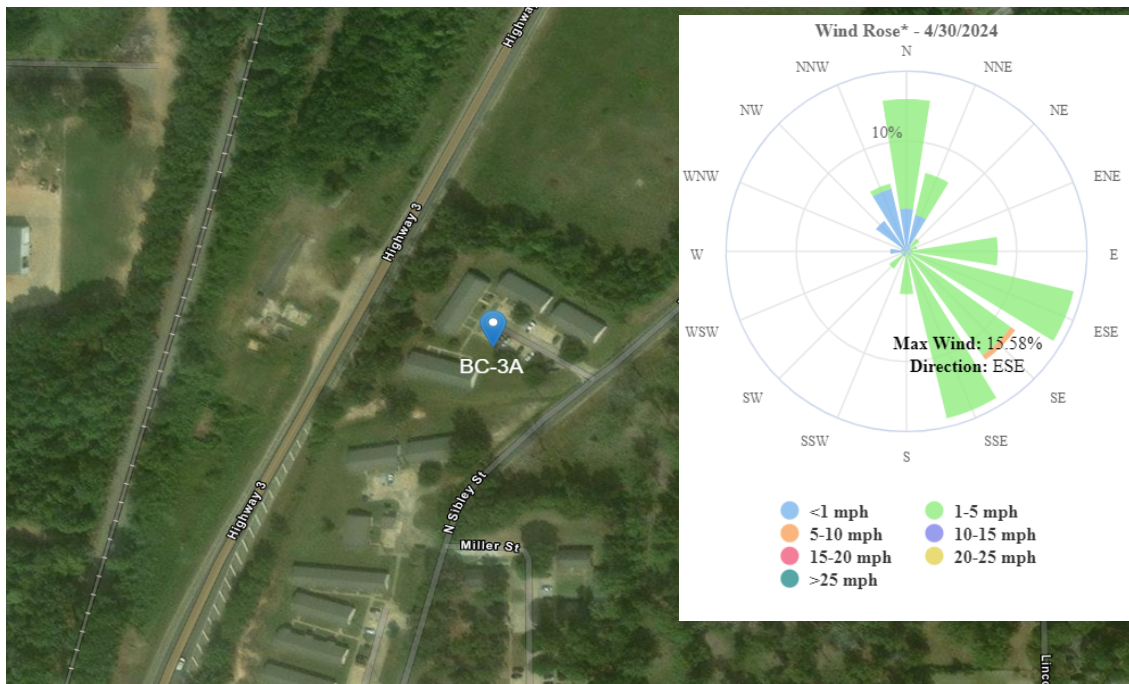 Highway
Highway 3
BC-3A
Highway 3
N Sibley St
Miller St
Linco
Wind Rose* - 4/30/2024
N
NNW
NNE
NW
NE
10%
WNW
ENE
W
E
WSW
ESE
Max Wind: 15.58%
Direction: ESE
SW
SE
SSW
SSE
S
<1 mph
1-5 mph
5-10 mph
10-15 mph
15-20 mph
20-25 mph
>25 mph